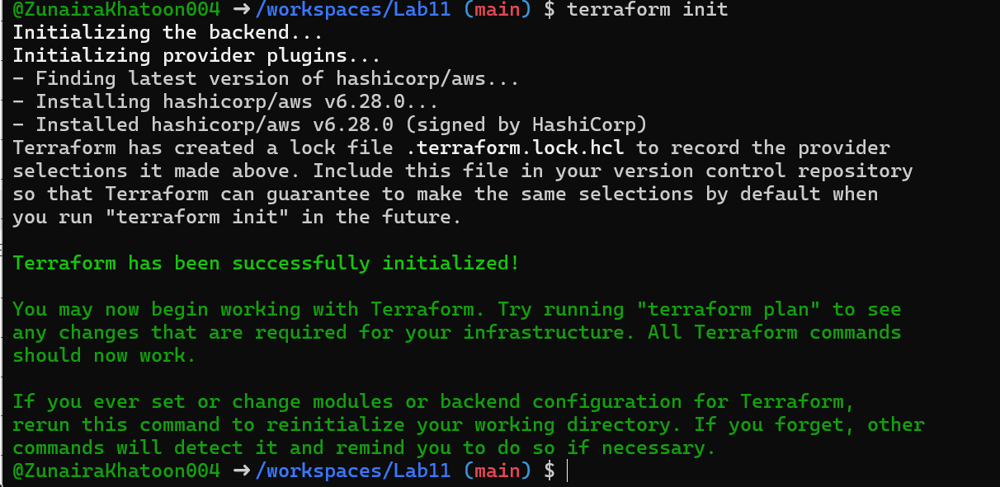 @ZunairaKhatoon004 → /workspaces/Lab11 (main) $ terraform init
Initializing the backend...
Initializing provider plugins...
- Finding latest version of hashicorp/aws...
- Installing hashicorp/aws v6.28.0...
- Installed hashicorp/aws v6.28.0 (signed by HashiCorp)
Terraform has created a lock file .terraform.lock.hcl to record the provider
selections it made above. Include this file in your version control repository
so that Terraform can guarantee to make the same selections by default when
you run "terraform init" in the future.
Terraform has been successfully initialized!
You may now begin working with Terraform. Try running "terraform plan" to see
any changes that are required for your infrastructure. All Terraform commands
should now work.
If you ever set or change modules or backend configuration for Terraform,
rerun this command to reinitialize your working directory. If you forget, other
commands will detect it and remind you to do so if necessary.
@ZunairaKhatoon004 → /workspaces/Lab11 (main) $